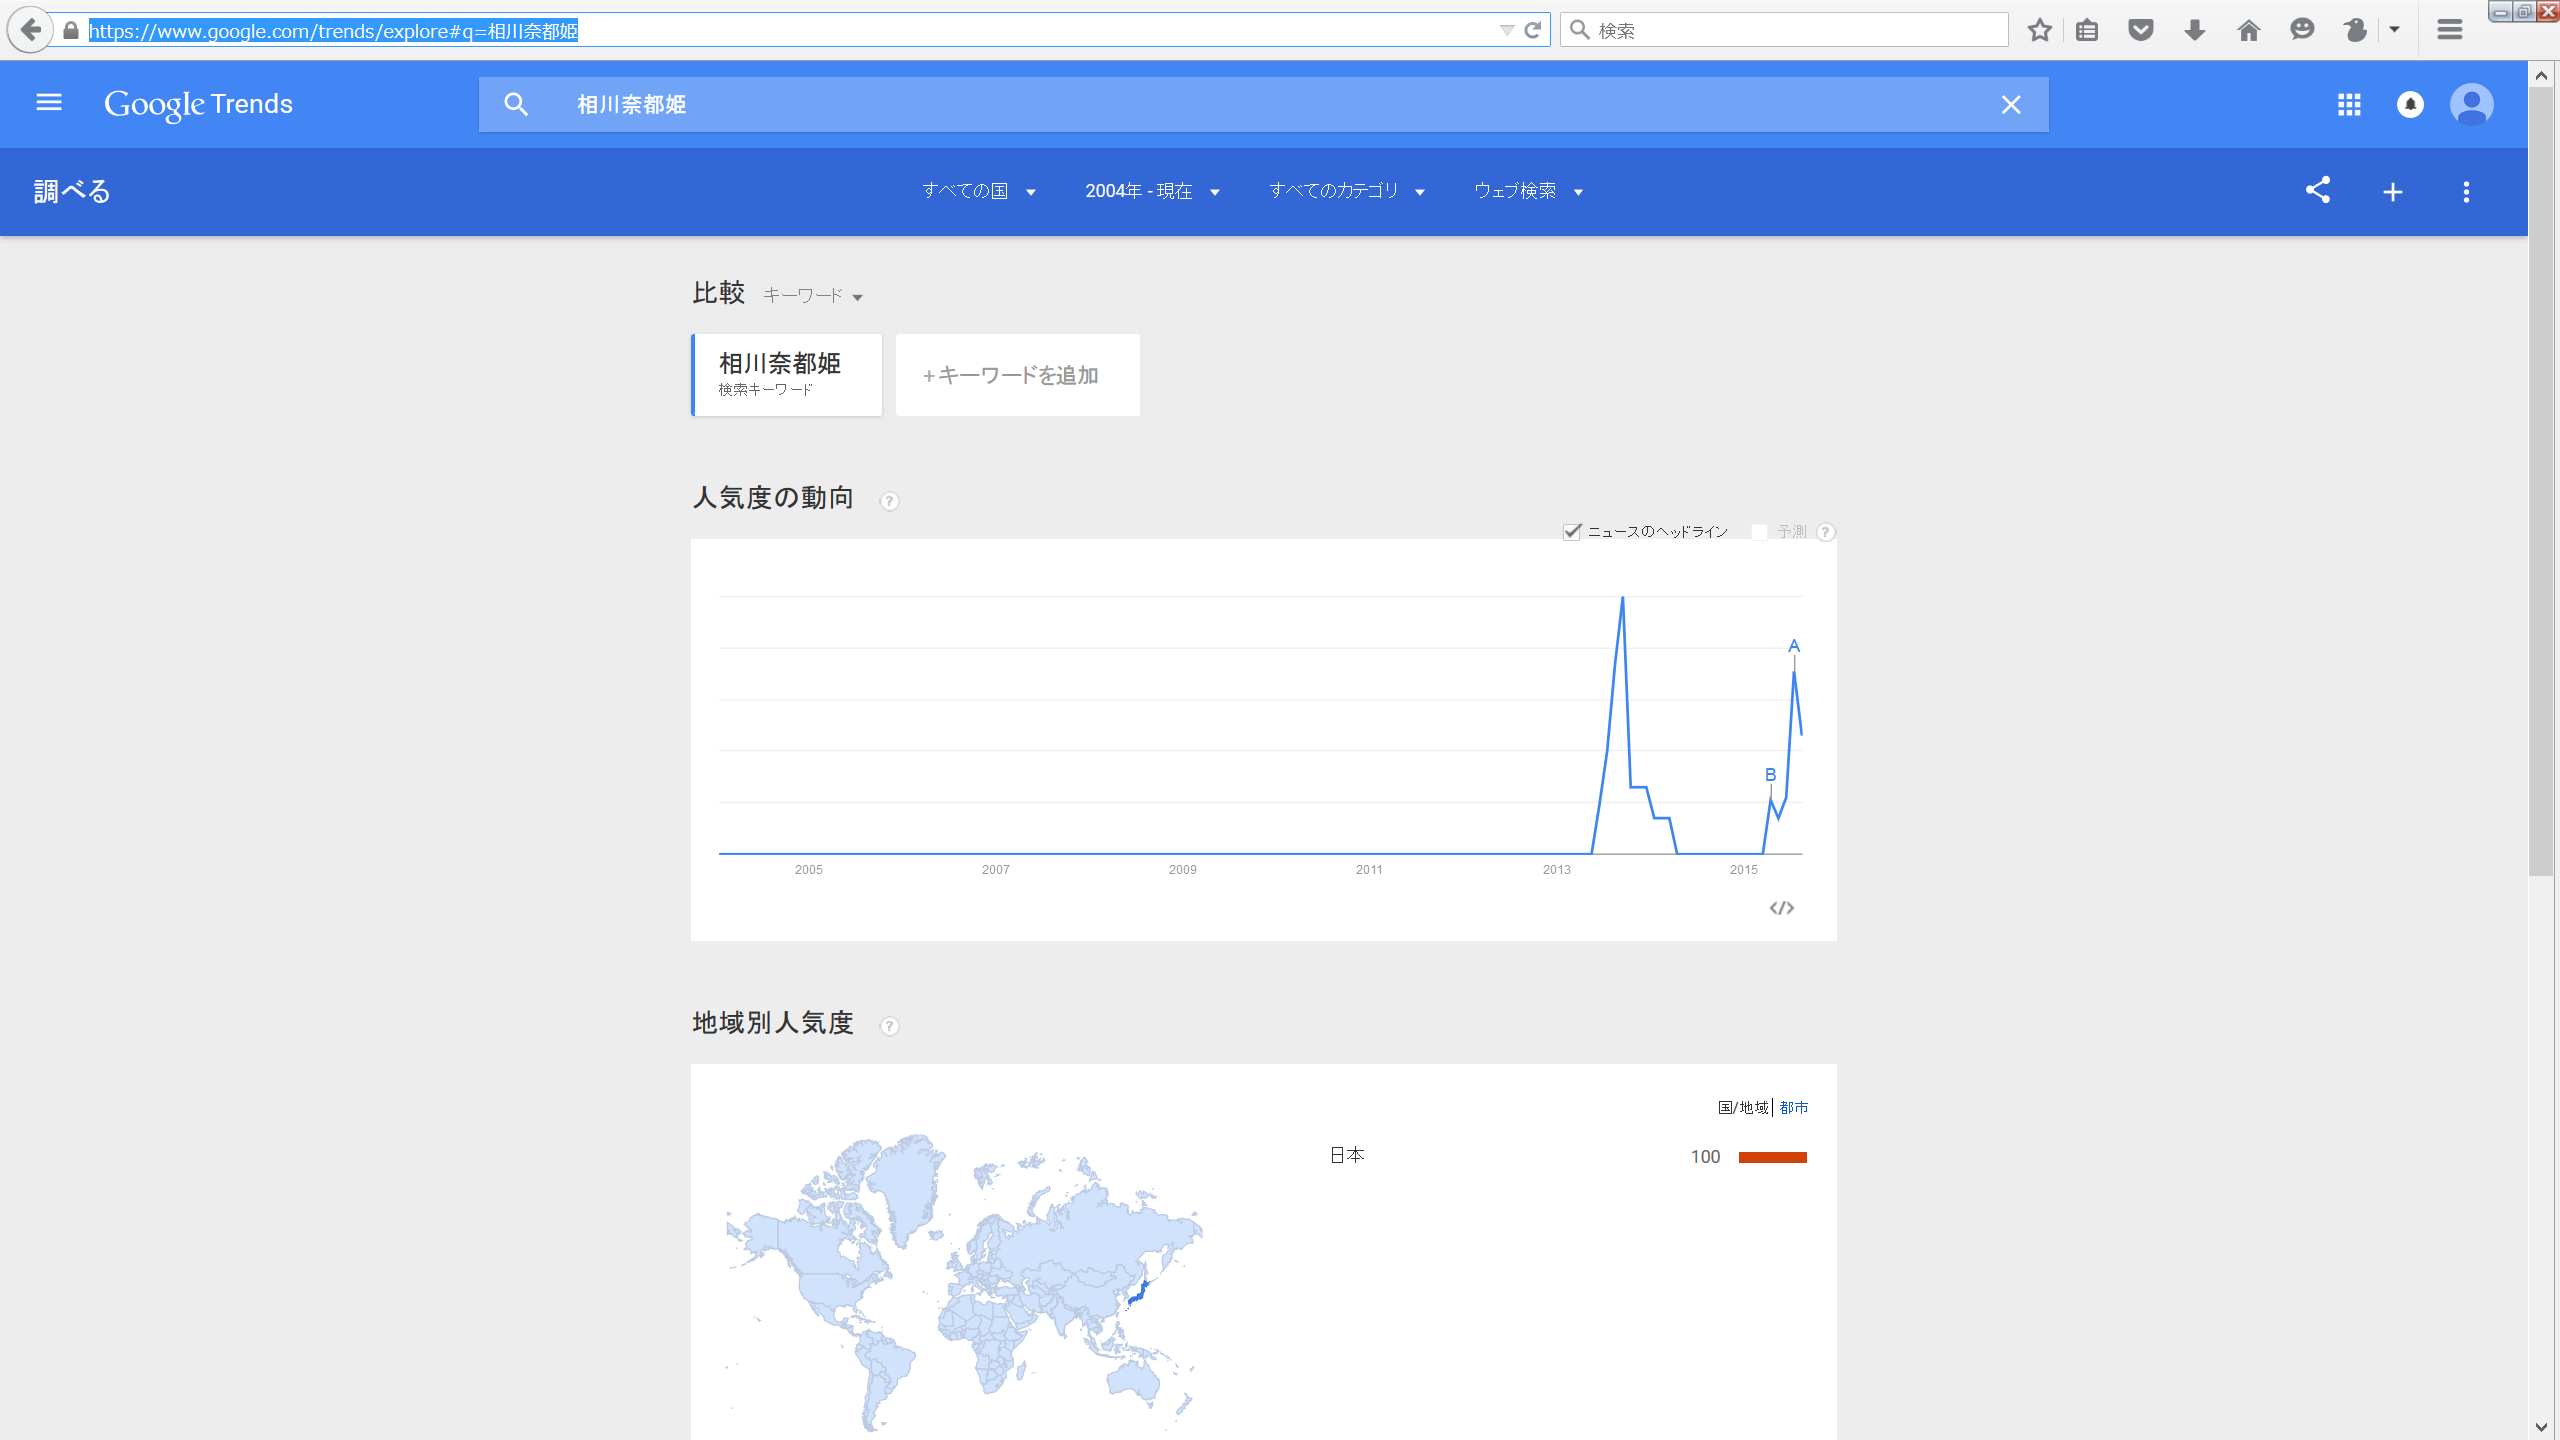 https://www.google.com/trends/explore#q=相川奈都姫
検索
Google Trends
相川奈都姫
調べる
すべての国
2004年 - 現在
すべてのカテゴリ
ウェブ検索
比較 キーワード
相川奈都姫
検索キーワード
+キーワードを追加
人気度の動向 ?
ニュースのヘッドライン
予測 ?
A
B
2005 2007 2009 2011 2013 2015
</>
地域別人気度 ?
国/地域 | 都市
日本 100